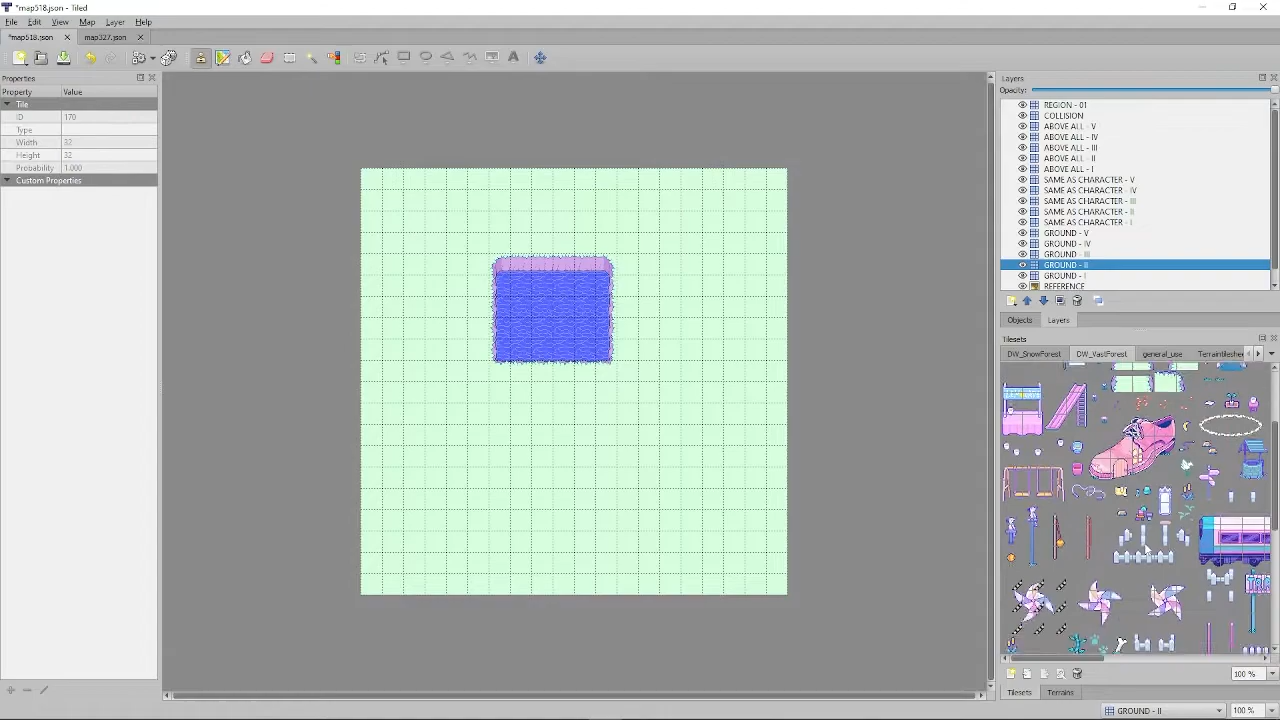 *map518.json - Tiled
File Edit View Map Layer Help
*map518.json map327.json
Properties
Property Value
Tile
ID 170
Type
Width 32
Height 32
Probability 1.000
Custom Properties
Layers
Opacity:
REGION - 01
COLLISION
ABOVE ALL - V
ABOVE ALL - IV
ABOVE ALL - III
ABOVE ALL - II
ABOVE ALL - I
SAME AS CHARACTER - V
SAME AS CHARACTER - IV
SAME AS CHARACTER - III
SAME AS CHARACTER - II
SAME AS CHARACTER - I
GROUND - V
GROUND - IV
GROUND - III
GROUND - II
GROUND - I
REFERENCE
Objects Layers
Tilesets
DW_SnowForest DW_VastForest general_use
100 %
Tilesets Terrains
GROUND - II 100 %